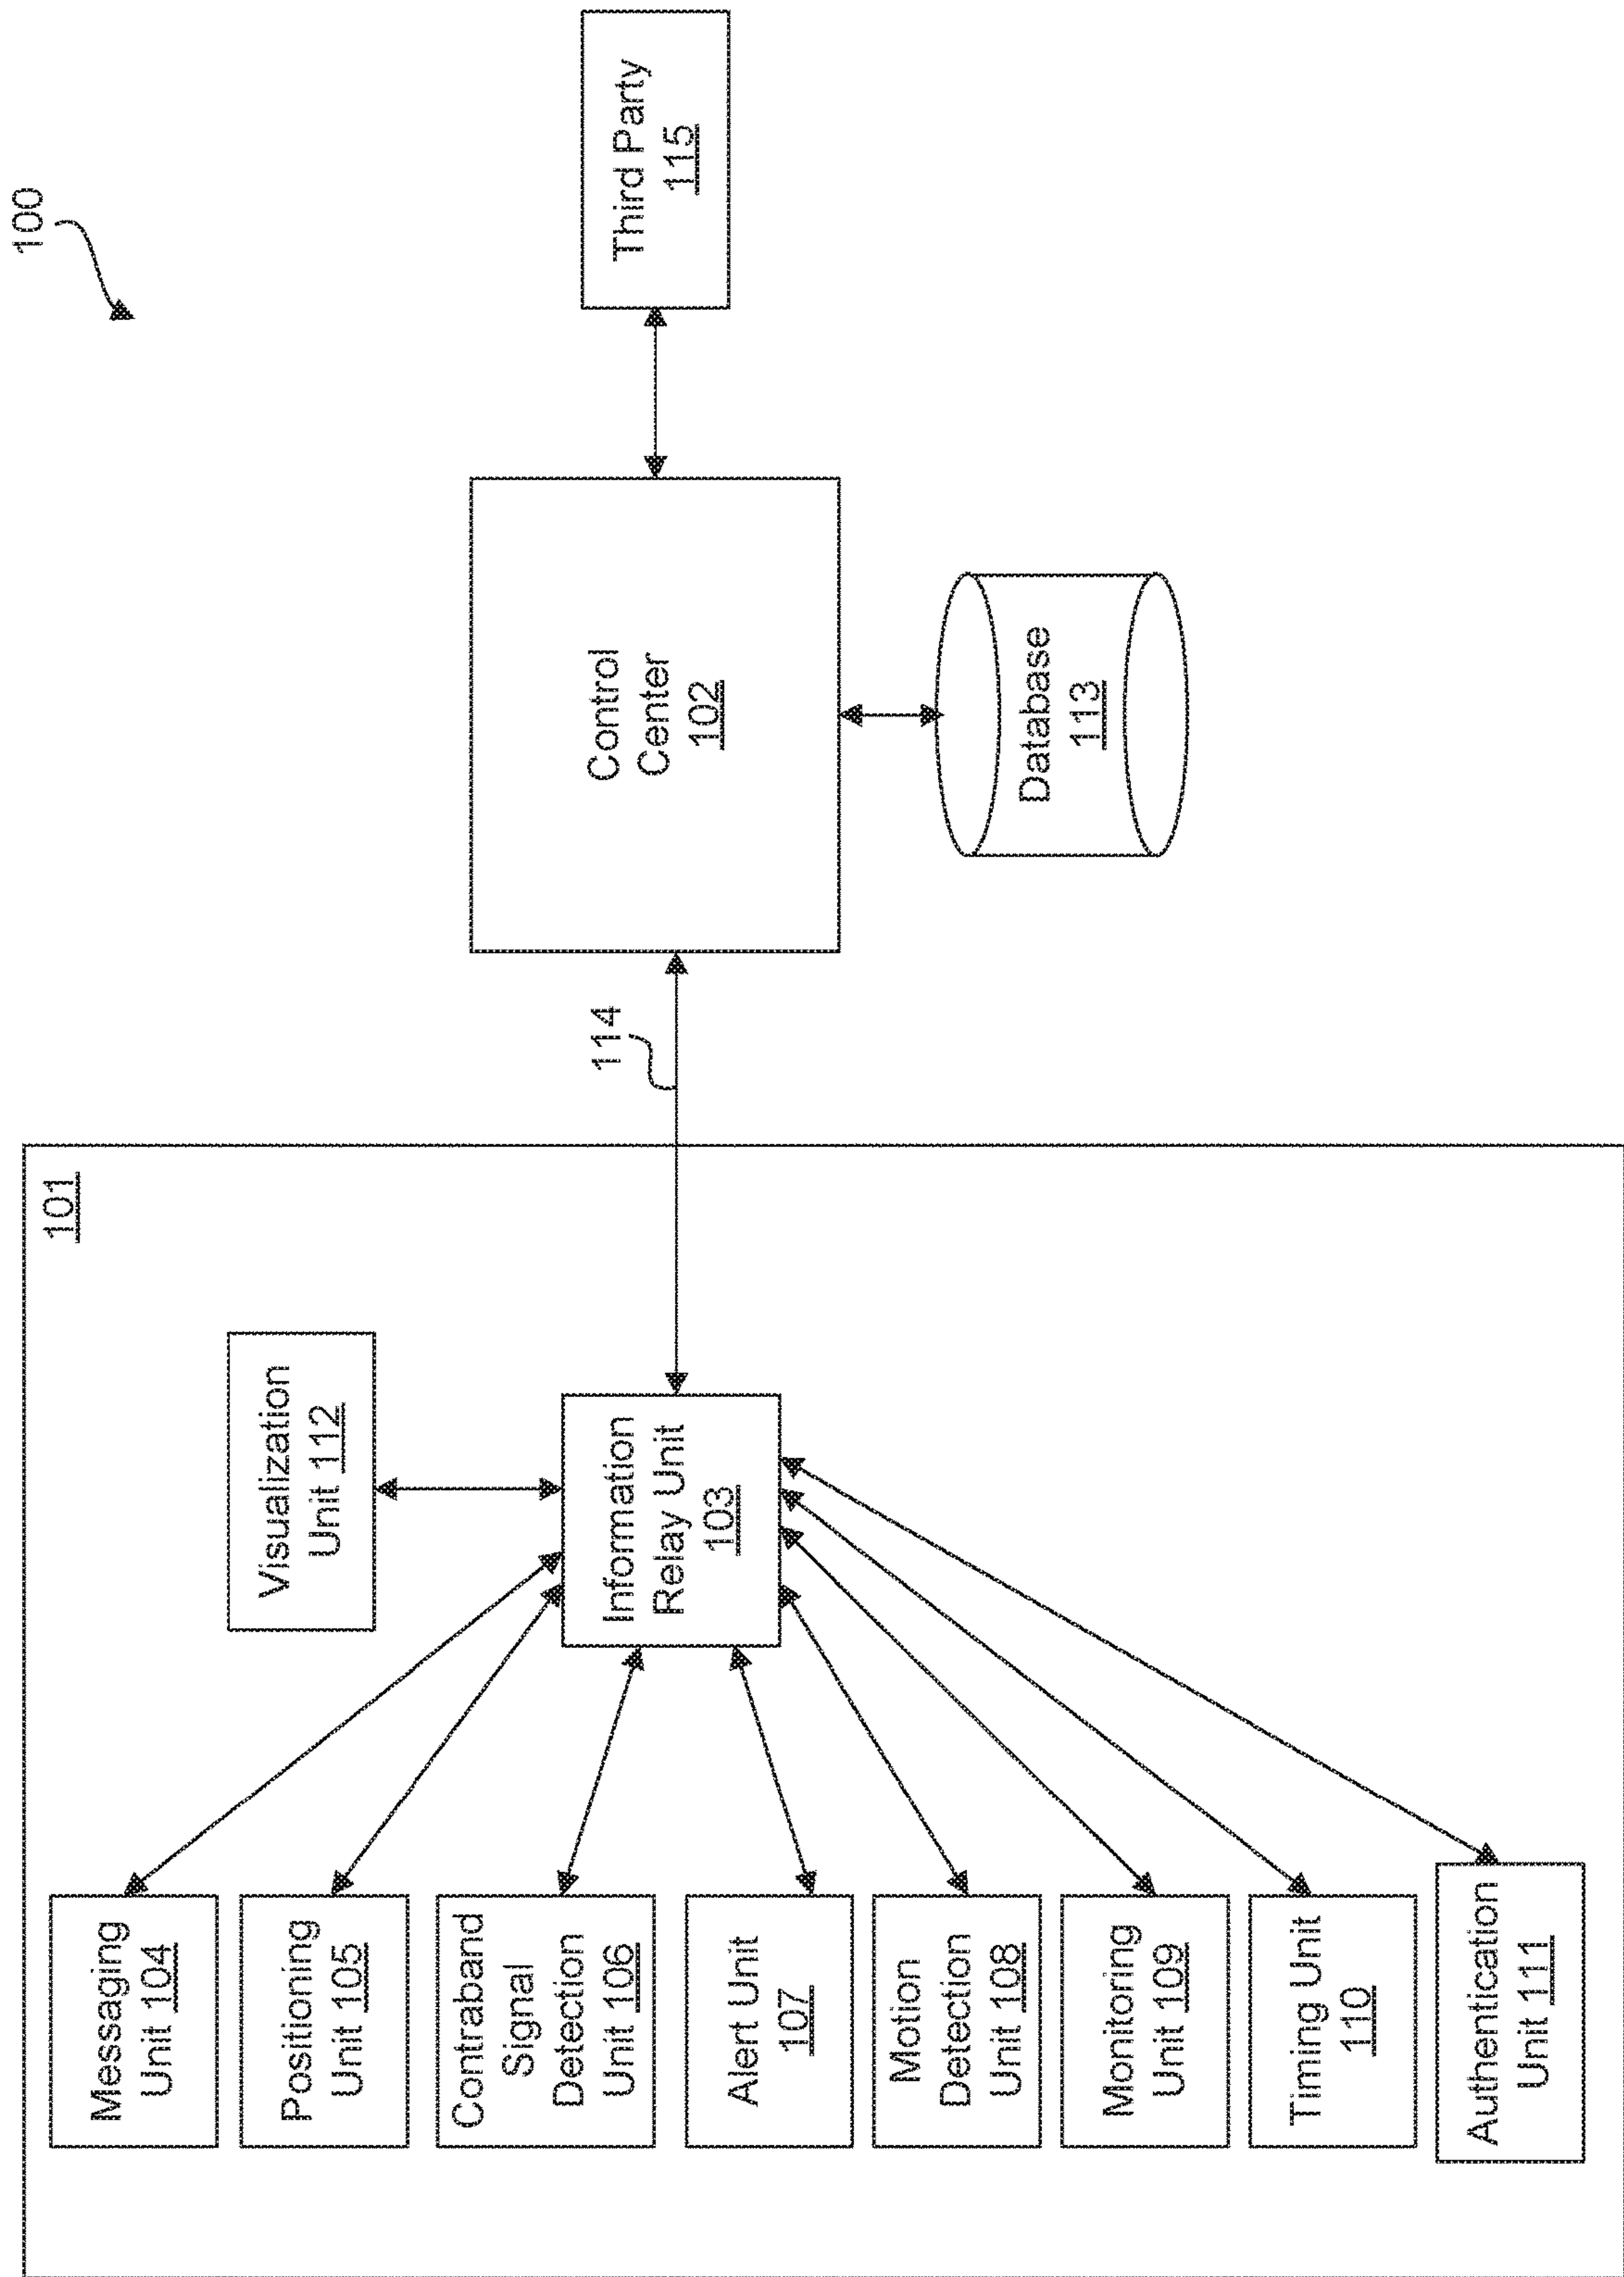 100
101
Messaging
Unit 104
Positioning
Unit 105
Contraband
Signal
Detection
Unit 106
Alert Unit
107
Motion
Detection
Unit 108
Monitoring
Unit 109
Timing Unit
110
Authentication
Unit 111
Visualization
Unit 112
Information
Relay Unit
103
114
Control
Center
102
Database
113
Third Party
115